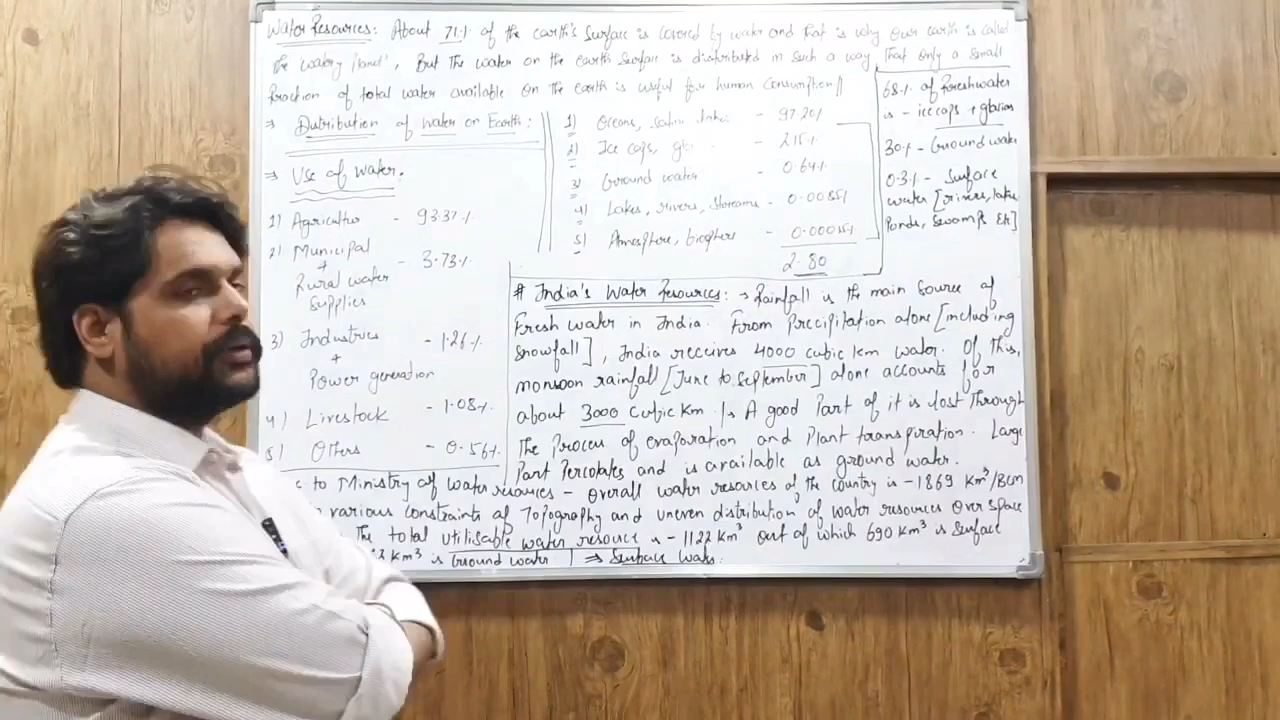 Water Resources: About 71% of the earth's surface is covered by water and that is why our earth is called
the watery Planet', But the water on the earth surface is distributed in such a way that only a small
fraction of total water available on the earth is useful for human consumption//
⇒ Distribution of water on Earth:
1) Oceans, - 97.20%
2) Ice caps, - 2.15%
3) Ground water - 0.64%
4) Lakes, rivers, streams -
5) Atmosphere, biosphere -
2.80
68% of freshwater
is - ice caps + glaciers
30% - Ground water
0.3% - Surface
water [rivers, lakes
Ponds, Swamps Etc]
⇒ Use of water:
1) Agriculture - 93.37%
2) Municipal
+ - 3.73%
Rural water
Supplies
3) Industries - 1.26%
+
Power generation
4) Livestock - 1.08%
5) Others - 0.56%
# India's Water Resources: → Rainfall is the main Source of
Fresh water in India. From Precipitation alone [including
Snowfall], India receives 4000 cubic km water. Of this,
monsoon rainfall [June to September] alone accounts for
about 3000 Cubic Km. A good Part of it is lost Through
The Process of evaporation and Plant transpiration. Large
Part Percolates and is available as ground water.
to Ministry of water resources - overall water resources of the country is - 1869 Km³/BCM
various constraints of Topography and uneven distribution of water resources over space
The total utilisable water resource is - 1122 Km³ out of which 690 Km³ is Surface
Km³ is Ground water ⇒ Surface Water: